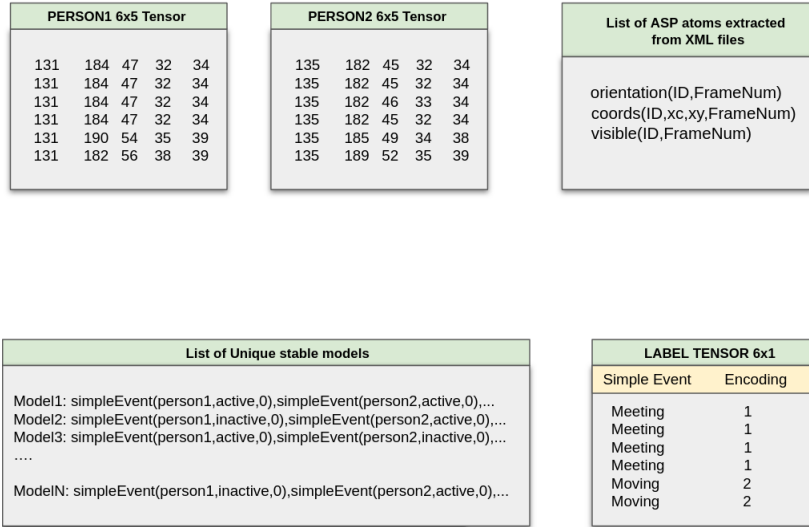 PERSON1 6x5 Tensor
131 184 47 32 34
131 184 47 32 34
131 184 47 32 34
131 184 47 32 34
131 190 54 35 39
131 182 56 38 39
PERSON2 6x5 Tensor
135 182 45 32 34
135 182 45 32 34
135 182 46 33 34
135 182 45 32 34
135 185 49 34 38
135 189 52 35 39
List of ASP atoms extracted
from XML files
orientation(ID,FrameNum)
coords(ID,xc,xy,FrameNum)
visible(ID,FrameNum)
List of Unique stable models
Model1: simpleEvent(person1,active,0),simpleEvent(person2,active,0),...
Model2: simpleEvent(person1,inactive,0),simpleEvent(person2,active,0),...
Model3: simpleEvent(person1,active,0),simpleEvent(person2,inactive,0),...
....
ModelN: simpleEvent(person1,inactive,0),simpleEvent(person2,active,0),...
LABEL TENSOR 6x1
Simple Event Encoding
Meeting 1
Meeting 1
Meeting 1
Meeting 1
Moving 2
Moving 2